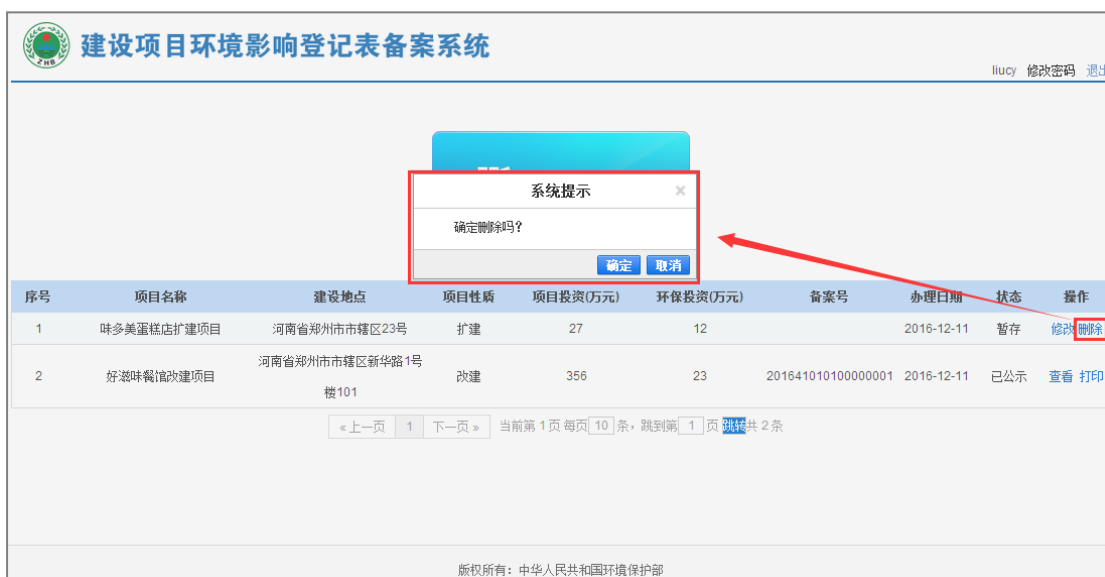 ZHB
建设项目环境影响登记表备案系统
liucy 修改密码 退出
系统提示 ×
确定删除吗?
确定 取消
序号 项目名称 建设地点 项目性质 项目投资(万元) 环保投资(万元) 备案号 办理日期 状态 操作
1 味多美蛋糕店扩建项目 河南省郑州市市辖区23号 扩建 27 12 2016-12-11 暂存 修改 删除
2 好滋味餐馆改建项目 河南省郑州市市辖区新华路1号
楼101 改建 356 23 201641010100000001 2016-12-11 已公示 查看 打印
«上一页 1 下一页» 当前第 1 页 每页 10 条，跳到第 1 页 跳转 共 2 条
版权所有：中华人民共和国环境保护部